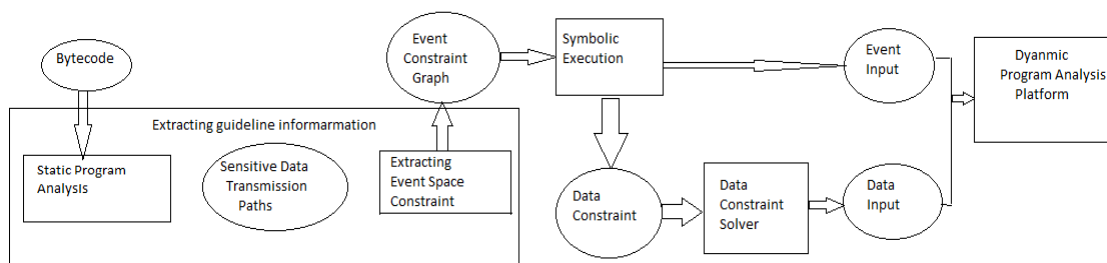 Bytecode
Extracting guideline informarmation
Static Program
Analysis
Sensitive Data
Transmission
Paths
Extracting
Event Space
Constraint
Event
Constraint
Graph
Symbolic
Execution
Data
Constraint
Data
Constraint
Solver
Event
Input
Data
Input
Dyanmic
Program Analysis
Platform